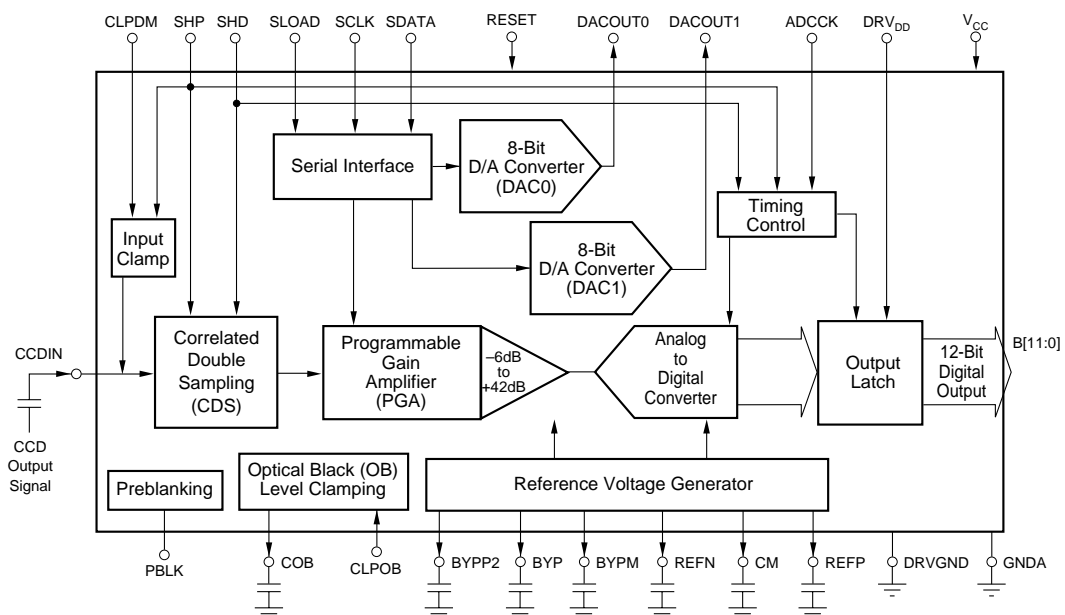 CLPDM SHP SHD SLOAD SCLK SDATA RESET DACOUT0 DACOUT1 ADCCK DRVDD VCC
8-Bit
D/A Converter
(DAC0)
Serial Interface
Timing
Control
Input
Clamp
8-Bit
D/A Converter
(DAC1)
CCDIN
Correlated
Double
Sampling
(CDS)
Programmable
Gain
Amplifier
(PGA)
–6dB
to
+42dB
Analog
to
Digital
Converter
Output
Latch
12-Bit
Digital
Output
B[11:0]
CCD
Output
Signal
Preblanking
Optical Black (OB)
Level Clamping
Reference Voltage Generator
PBLK COB CLPOB BYPP2 BYP BYPM REFN CM REFP DRVGND GNDA